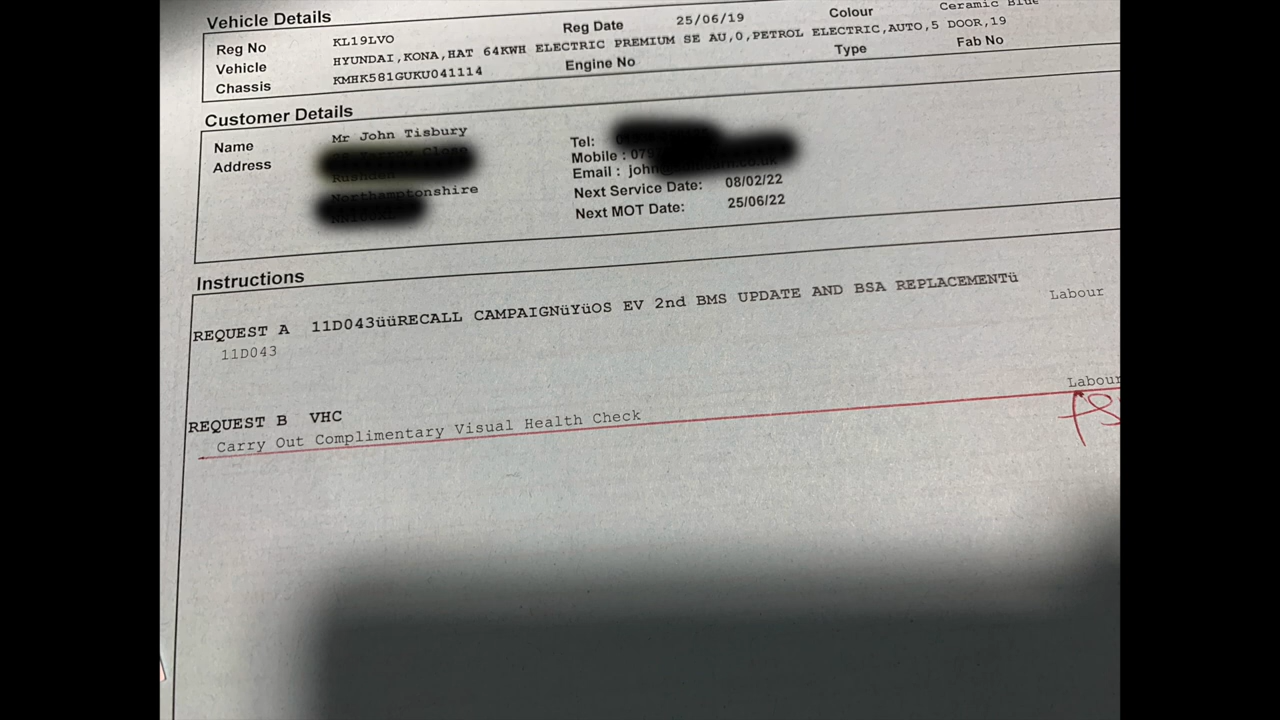 Vehicle Details
Reg No KL19LVO Reg Date 25/06/19 Colour Ceramic Blue
Vehicle HYUNDAI,KONA,HAT 64KWH ELECTRIC PREMIUM SE AU,0,PETROL ELECTRIC,AUTO,5 DOOR,19
Chassis KMHK581GUKU041114 Engine No Type Fab No
Customer Details
Name Mr John Tisbury Tel:
Address Mobile : 079
Email : john
Northamptonshire Next Service Date: 08/02/22
Next MOT Date: 25/06/22
Instructions
REQUEST A 11D043üüRECALL CAMPAIGNüYüOS EV 2nd BMS UPDATE AND BSA REPLACEMENTü
11D043 Labour
REQUEST B VHC Labour
Carry Out Complimentary Visual Health Check